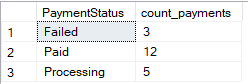 PaymentStatus count_payments
1 Failed 3
2 Paid 12
3 Processing 5